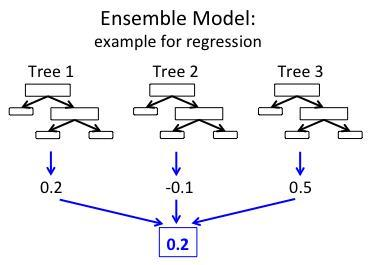 Ensemble Model:
example for regression
Tree 1 Tree 2 Tree 3
0.2 -0.1 0.5
0.2